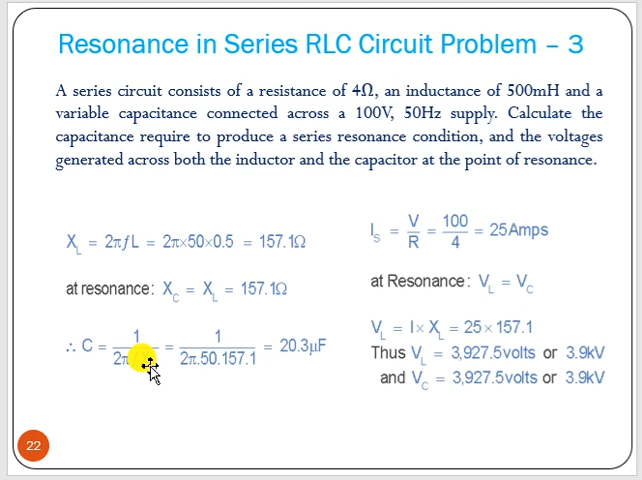 Resonance in Series RLC Circuit Problem – 3
A series circuit consists of a resistance of 4Ω, an inductance of 500mH and a
variable capacitance connected across a 100V, 50Hz supply. Calculate the
capacitance require to produce a series resonance condition, and the voltages
generated across both the inductor and the capacitor at the point of resonance.
X_L = 2πƒL = 2π×50×0.5 = 157.1Ω
at resonance: X_C = X_L = 157.1Ω
∴ C = 1/2π = 1/2π.50.157.1 = 20.3μF
I_S = V/R = 100/4 = 25Amps
at Resonance: V_L = V_C
V_L = I× X_L = 25×157.1
Thus V_L = 3,927.5volts or 3.9kV
and V_C = 3,927.5volts or 3.9kV
22